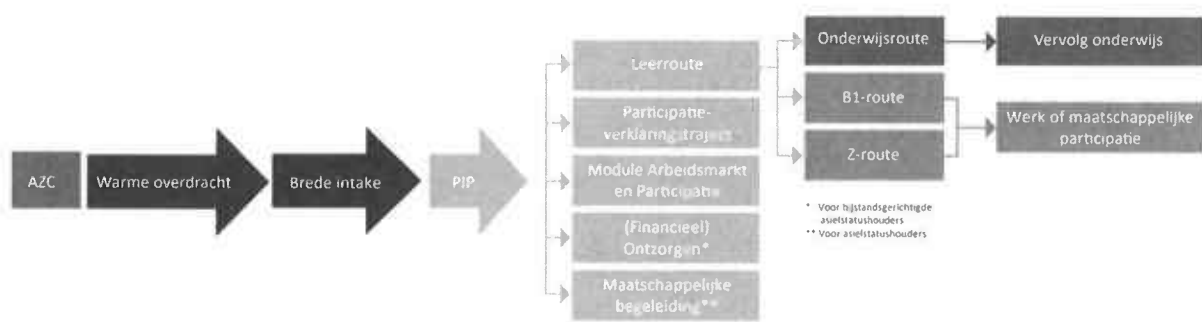 AZC
Warme overdracht
Brede intake
PIP
Leerroute
Participatie-
verklaringstraject
Module Arbeidsmarkt
en Participatie
(Financieel)
Ontzorgen*
Maatschappelijke
begeleiding**
Onderwijsroute
B1-route
Z-route
Vervolg onderwijs
Werk of maatschappelijke
participatie
* Voor bijstandsgerichtigde
asielstatushouders
** Voor asielstatushouders